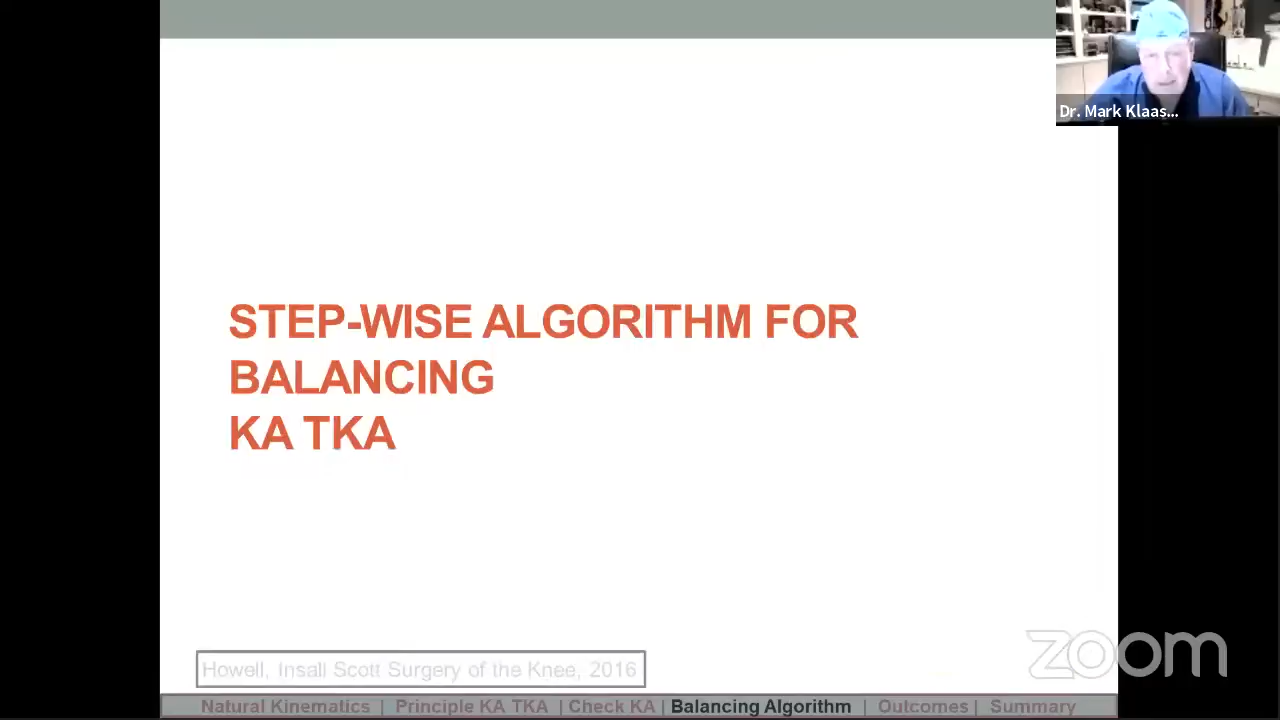 Dr. Mark Klaas...
STEP-WISE ALGORITHM FOR
BALANCING
KA TKA
Howell, Insall Scott Surgery of the Knee, 2016
zoom
Natural Kinematics | Principle KA TKA | Check KA | Balancing Algorithm | Outcomes | Summary